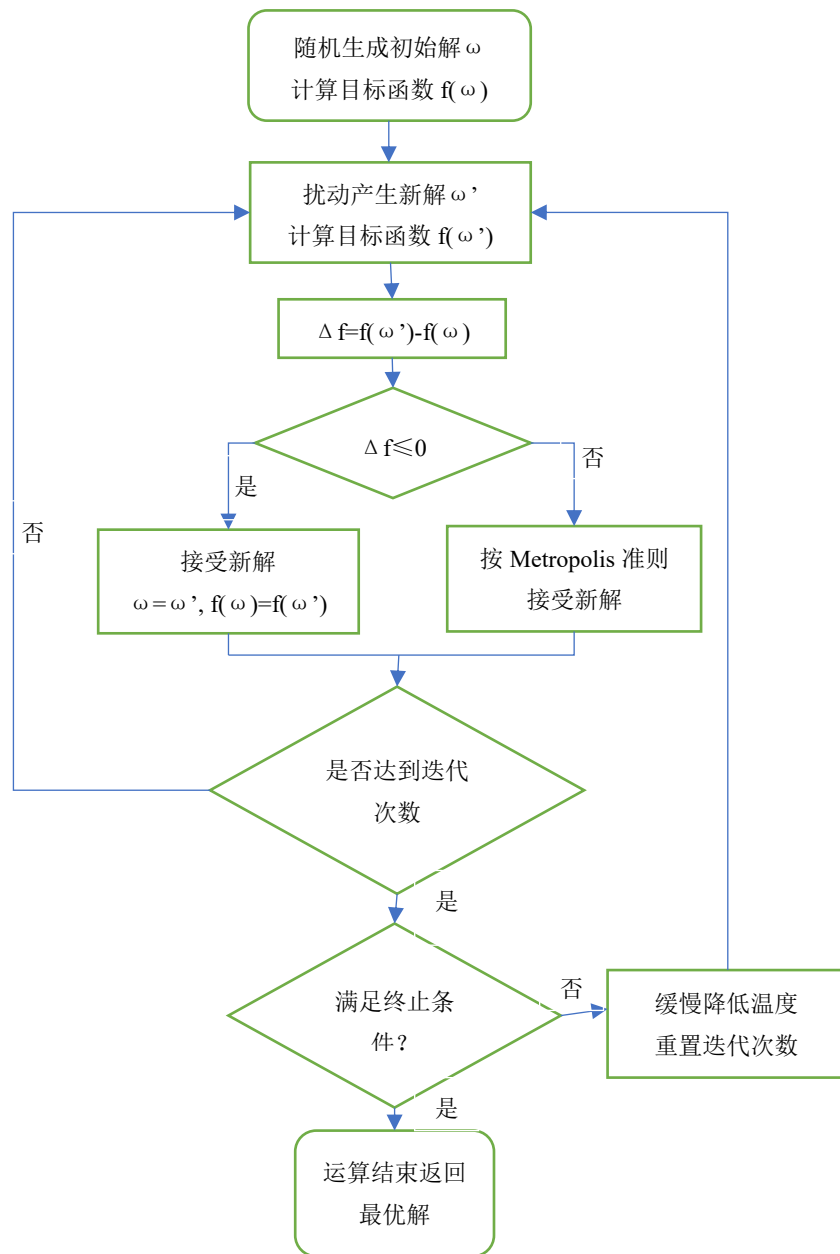 随机生成初始解ω
计算目标函数 f(ω)
扰动产生新解ω’
计算目标函数 f(ω’)
Δf=f(ω’)-f(ω)
Δf≤0
是
否
接受新解
ω=ω’, f(ω)=f(ω’)
按 Metropolis 准则
接受新解
否
是否达到迭代
次数
是
满足终止条
件？
否
缓慢降低温度
重置迭代次数
是
运算结束返回
最优解